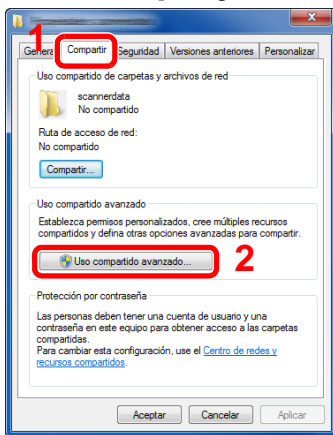 1
General Compartir Seguridad Versiones anteriores Personalizar
Uso compartido de carpetas y archivos de red
scannerdata
No compartido
Ruta de acceso de red:
No compartido
Compartir...
Uso compartido avanzado
Establezca permisos personalizados, cree múltiples recursos
compartidos y defina otras opciones avanzadas para compartir.
Uso compartido avanzado...
2
Protección por contraseña
Las personas deben tener una cuenta de usuario y una
contraseña en este equipo para obtener acceso a las carpetas
compartidas.
Para cambiar esta configuración, use el Centro de redes y
recursos compartidos.
Aceptar Cancelar Aplicar